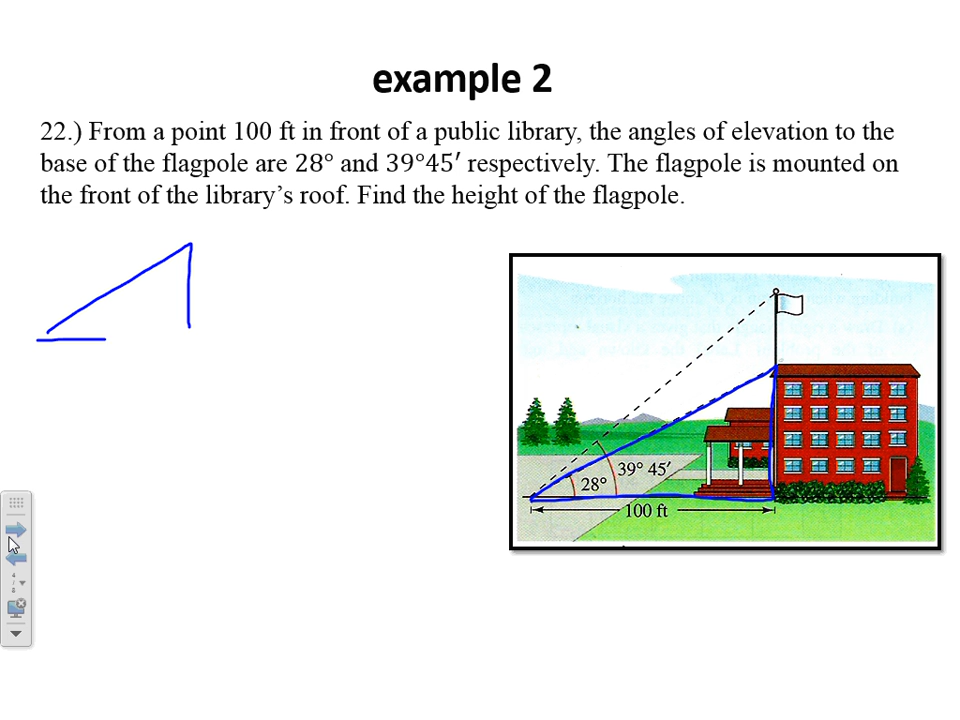 example 2
22.) From a point 100 ft in front of a public library, the angles of elevation to the
base of the flagpole are 28° and 39°45′ respectively. The flagpole is mounted on
the front of the library’s roof. Find the height of the flagpole.
39° 45′
28°
100 ft